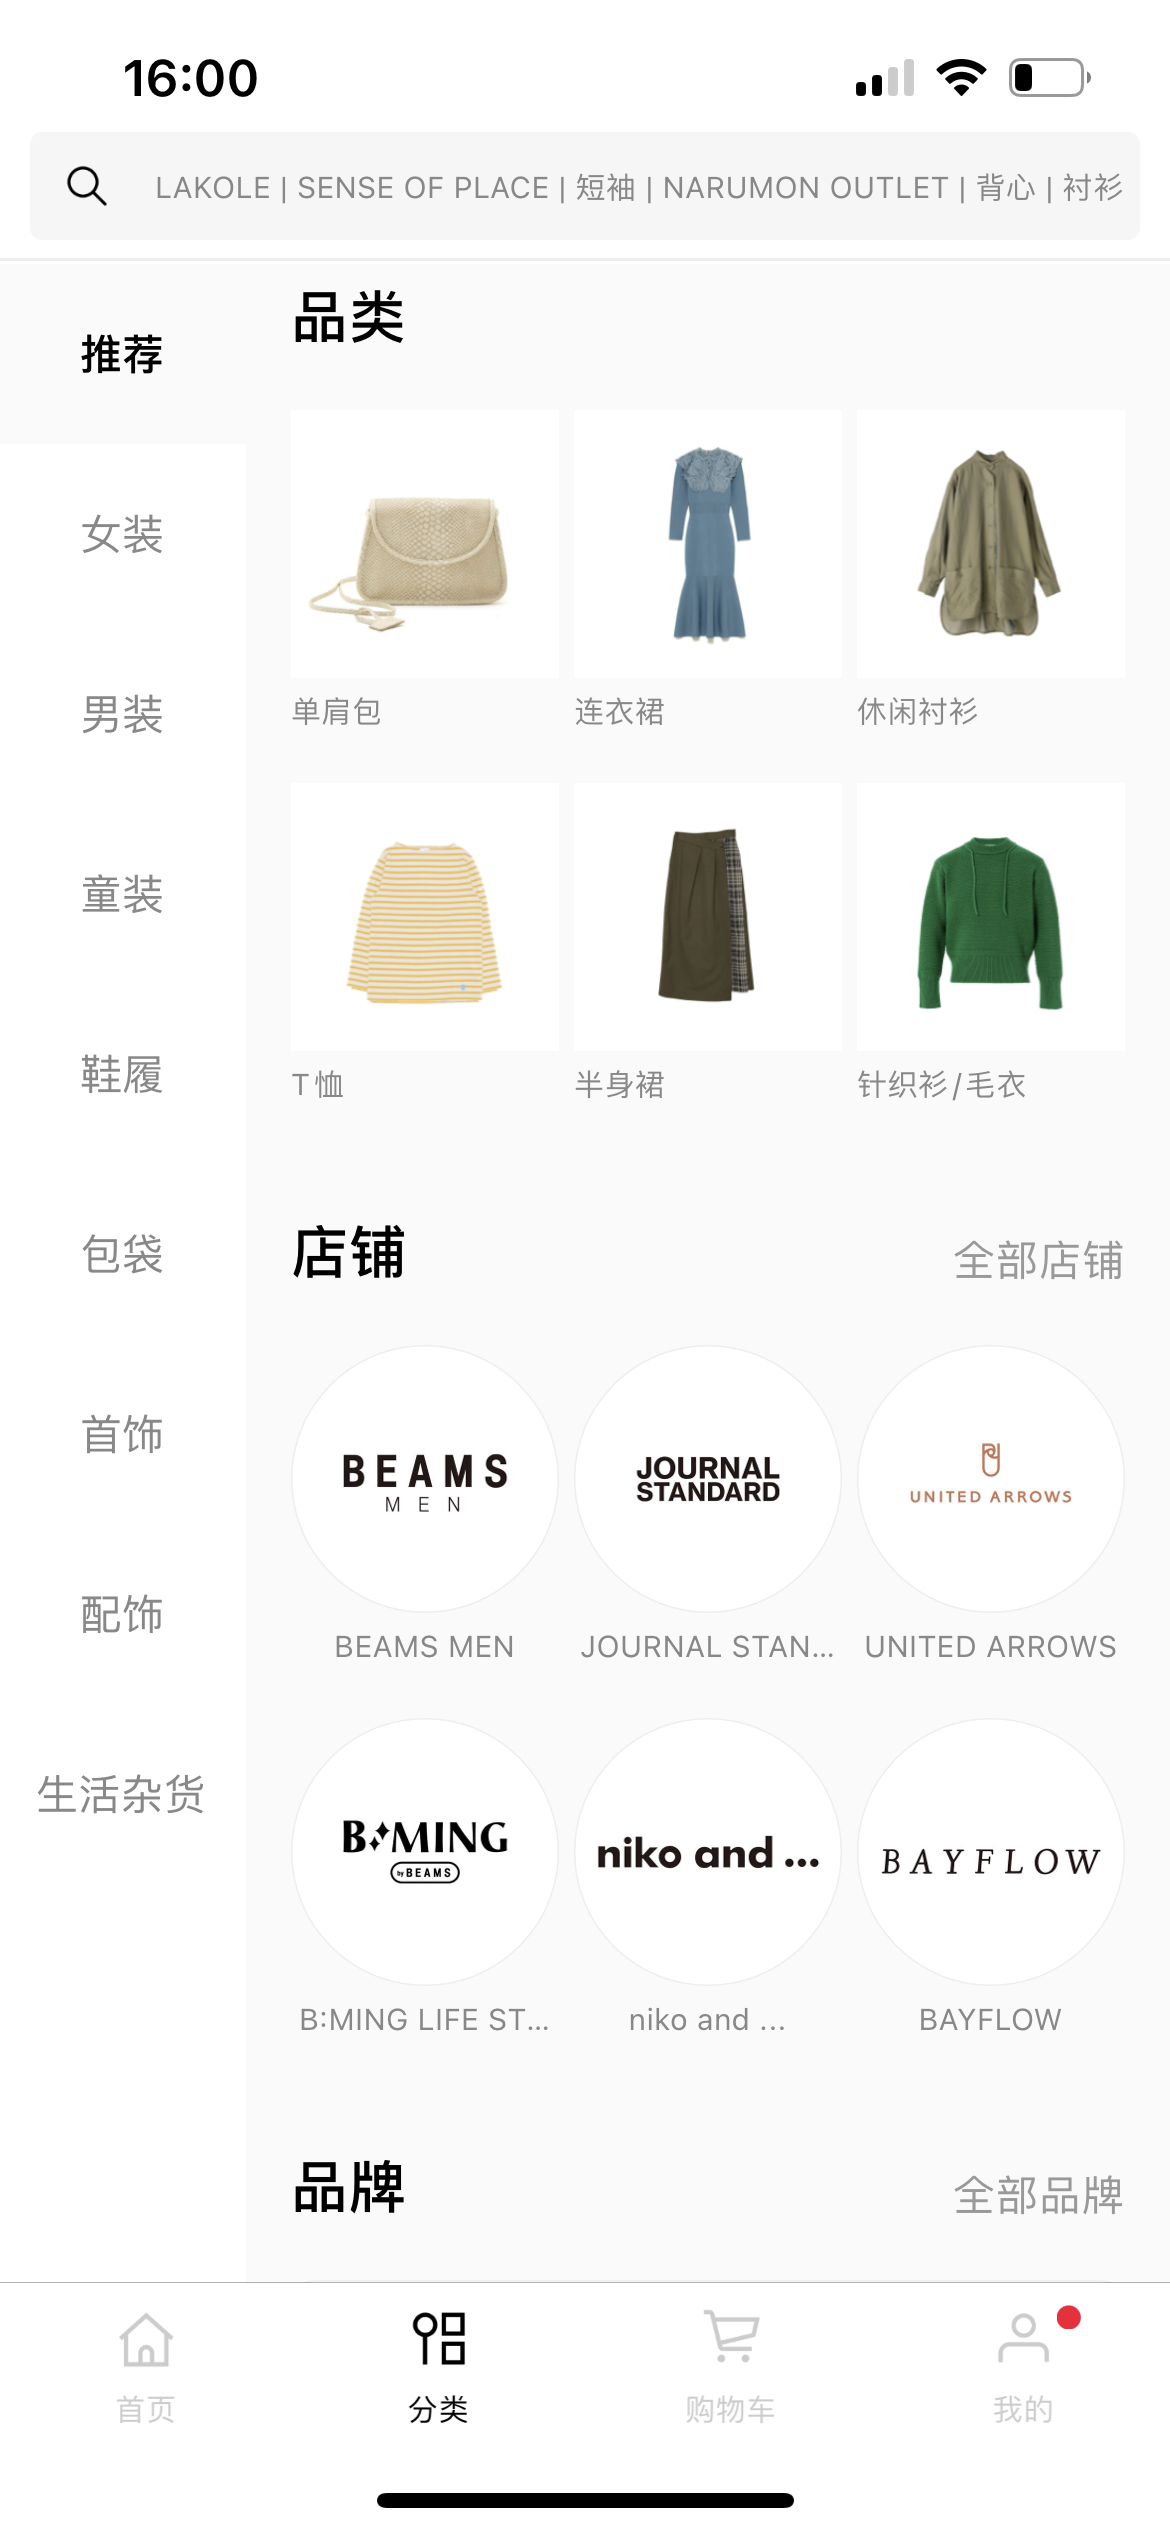 16:00
LAKOLE | SENSE OF PLACE | 短袖 | NARUMON OUTLET | 背心 | 衬衫
推荐
女装
男装
童装
鞋履
包袋
首饰
配饰
生活杂货
品类
单肩包
连衣裙
休闲衬衫
T恤
半身裙
针织衫/毛衣
店铺
全部店铺
BEAMS
MEN
JOURNAL
STANDARD
UNITED ARROWS
BEAMS MEN
JOURNAL STAN...
UNITED ARROWS
B:MING
by BEAMS
niko and ...
BAYFLOW
B:MING LIFE ST...
niko and ...
BAYFLOW
品牌
全部品牌
首页
分类
购物车
我的